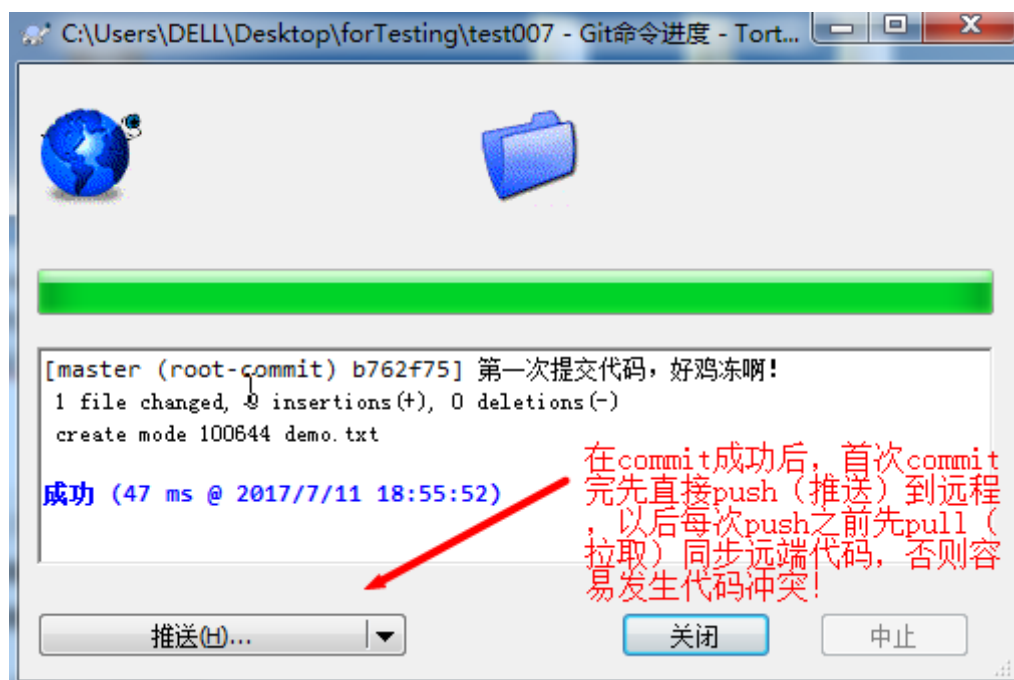 C:\Users\DELL\Desktop\forTesting\test007 - Git命令进度 - Tort...
[master (root-commit) b762f75] 第一次提交代码，好鸡冻啊！
1 file changed, 0 insertions(+), 0 deletions(-)
create mode 100644 demo.txt
成功 (47 ms @ 2017/7/11 18:55:52)
在commit成功后，首次commit
完先直接push（推送）到远程
，以后每次push之前先pull（
拉取）同步远端代码，否则容
易发生代码冲突！
推送(H)...
关闭
中止